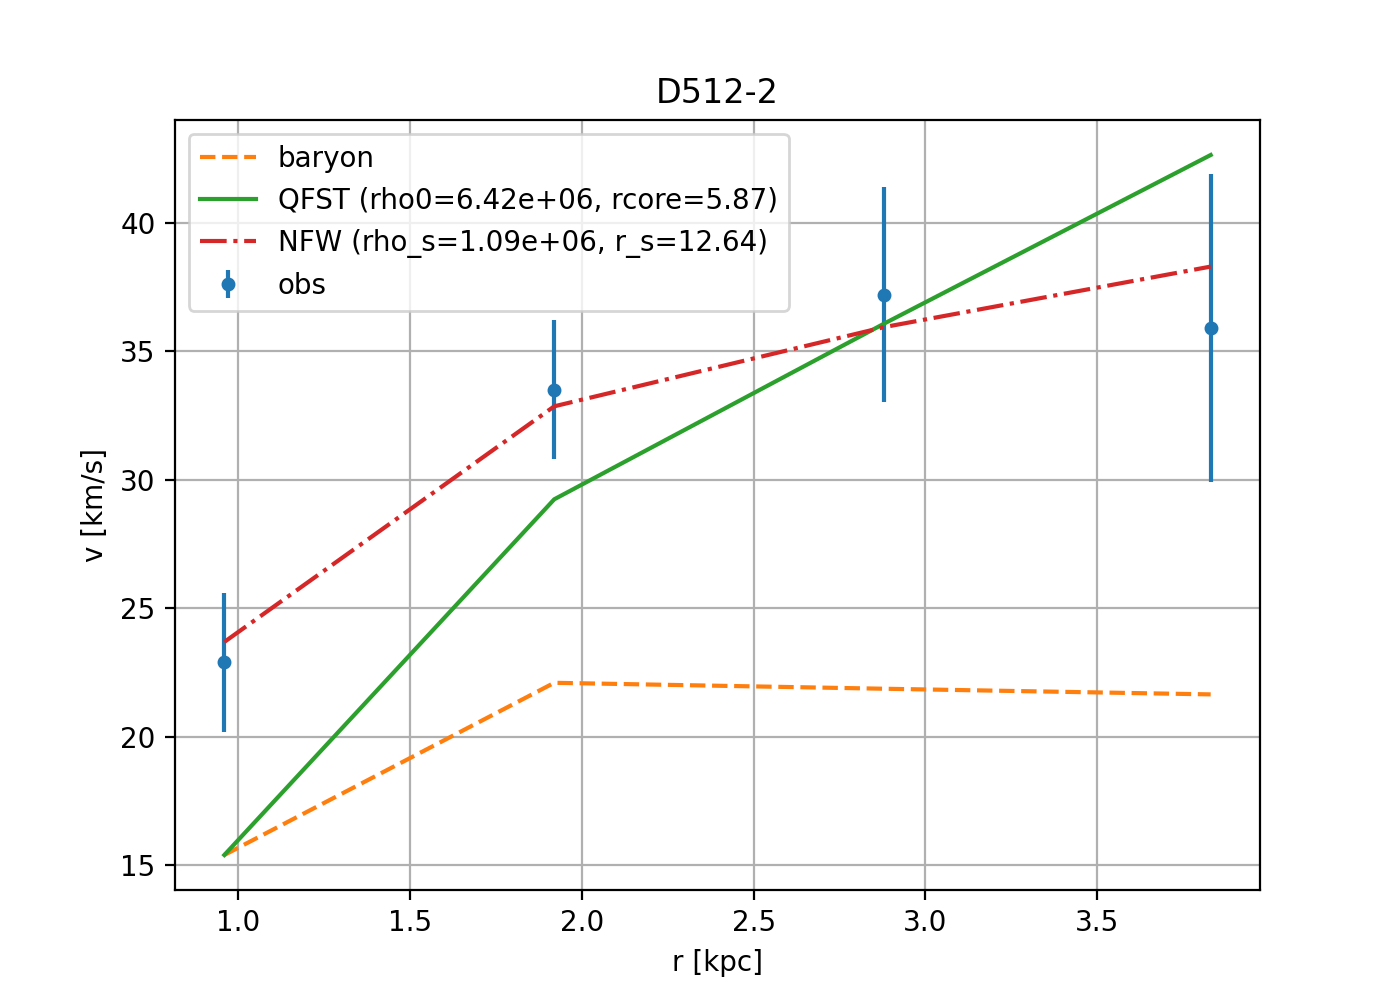 D512-2
baryon
QFST (rho0=6.42e+06, rcore=5.87)
NFW (rho_s=1.09e+06, r_s=12.64)
obs
40
35
30
25
20
15
v [km/s]
1.0 1.5 2.0 2.5 3.0 3.5
r [kpc]